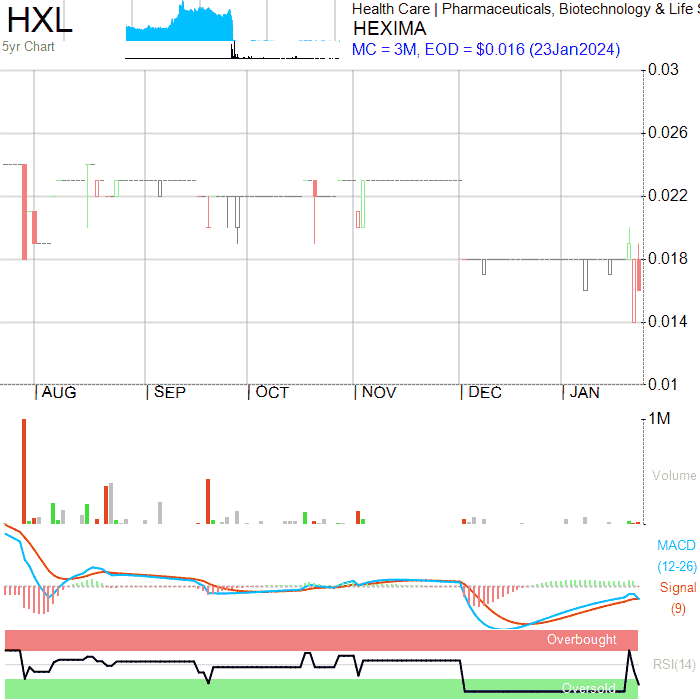 HXL
5yr Chart
Health Care | Pharmaceuticals, Biotechnology & Life S
HEXIMA
MC = 3M, EOD = $0.016 (23Jan2024)
0.03
0.026
0.022
0.018
0.014
0.01
AUG SEP OCT NOV DEC JAN
1M
Volume
MACD
(12-26)
Signal
(9)
Overbought
RSI(14)
Oversold